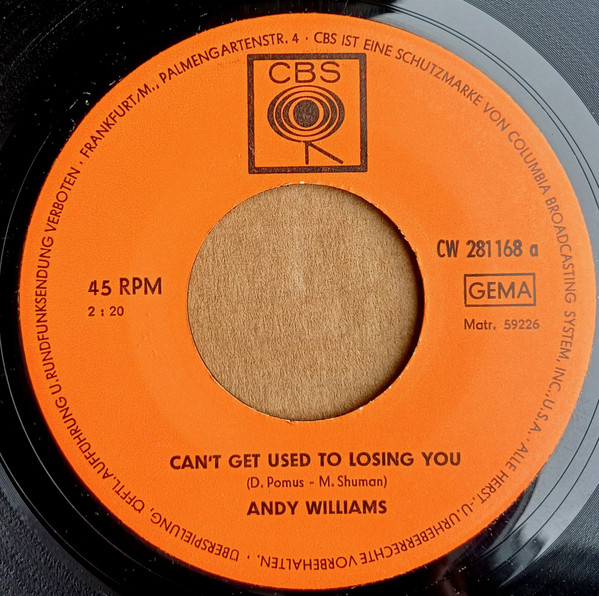 FRANKFURT/M., PALMENGARTENSTR. 4 · CBS IST EINE SCHUTZMARKE VON COLUMBIA BROADCASTING SYSTEM, INC., U.S.A. · ALLE HERST.-U.URHEBERRECHTE VORBEHALTEN. · ÜBERSPIELUNG, ÖFFTL.AUFFÜHRUNG U.RUNDFUNKSENDUNG VERBOTEN ·
CBS
45 RPM
2 : 20
CW 281168 a
GEMA
Matr. 59226
CAN'T GET USED TO LOSING YOU
(D. Pomus - M. Shuman)
ANDY WILLIAMS